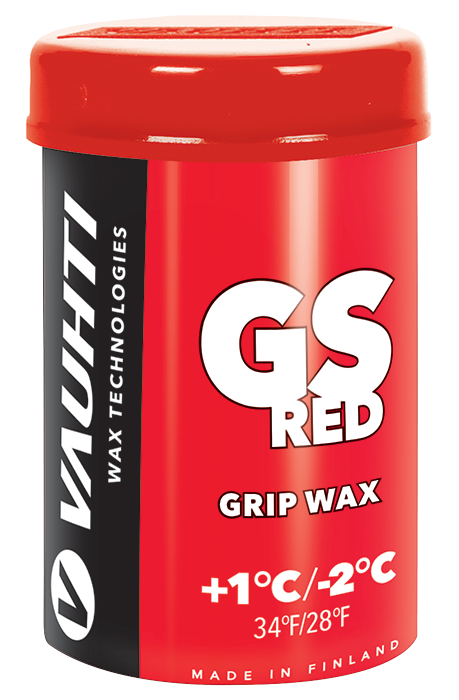 VAUHTI
WAX TECHNOLOGIES
GS
RED
GRIP WAX
+1°C/-2°C
34°F/28°F
MADE IN FINLAND